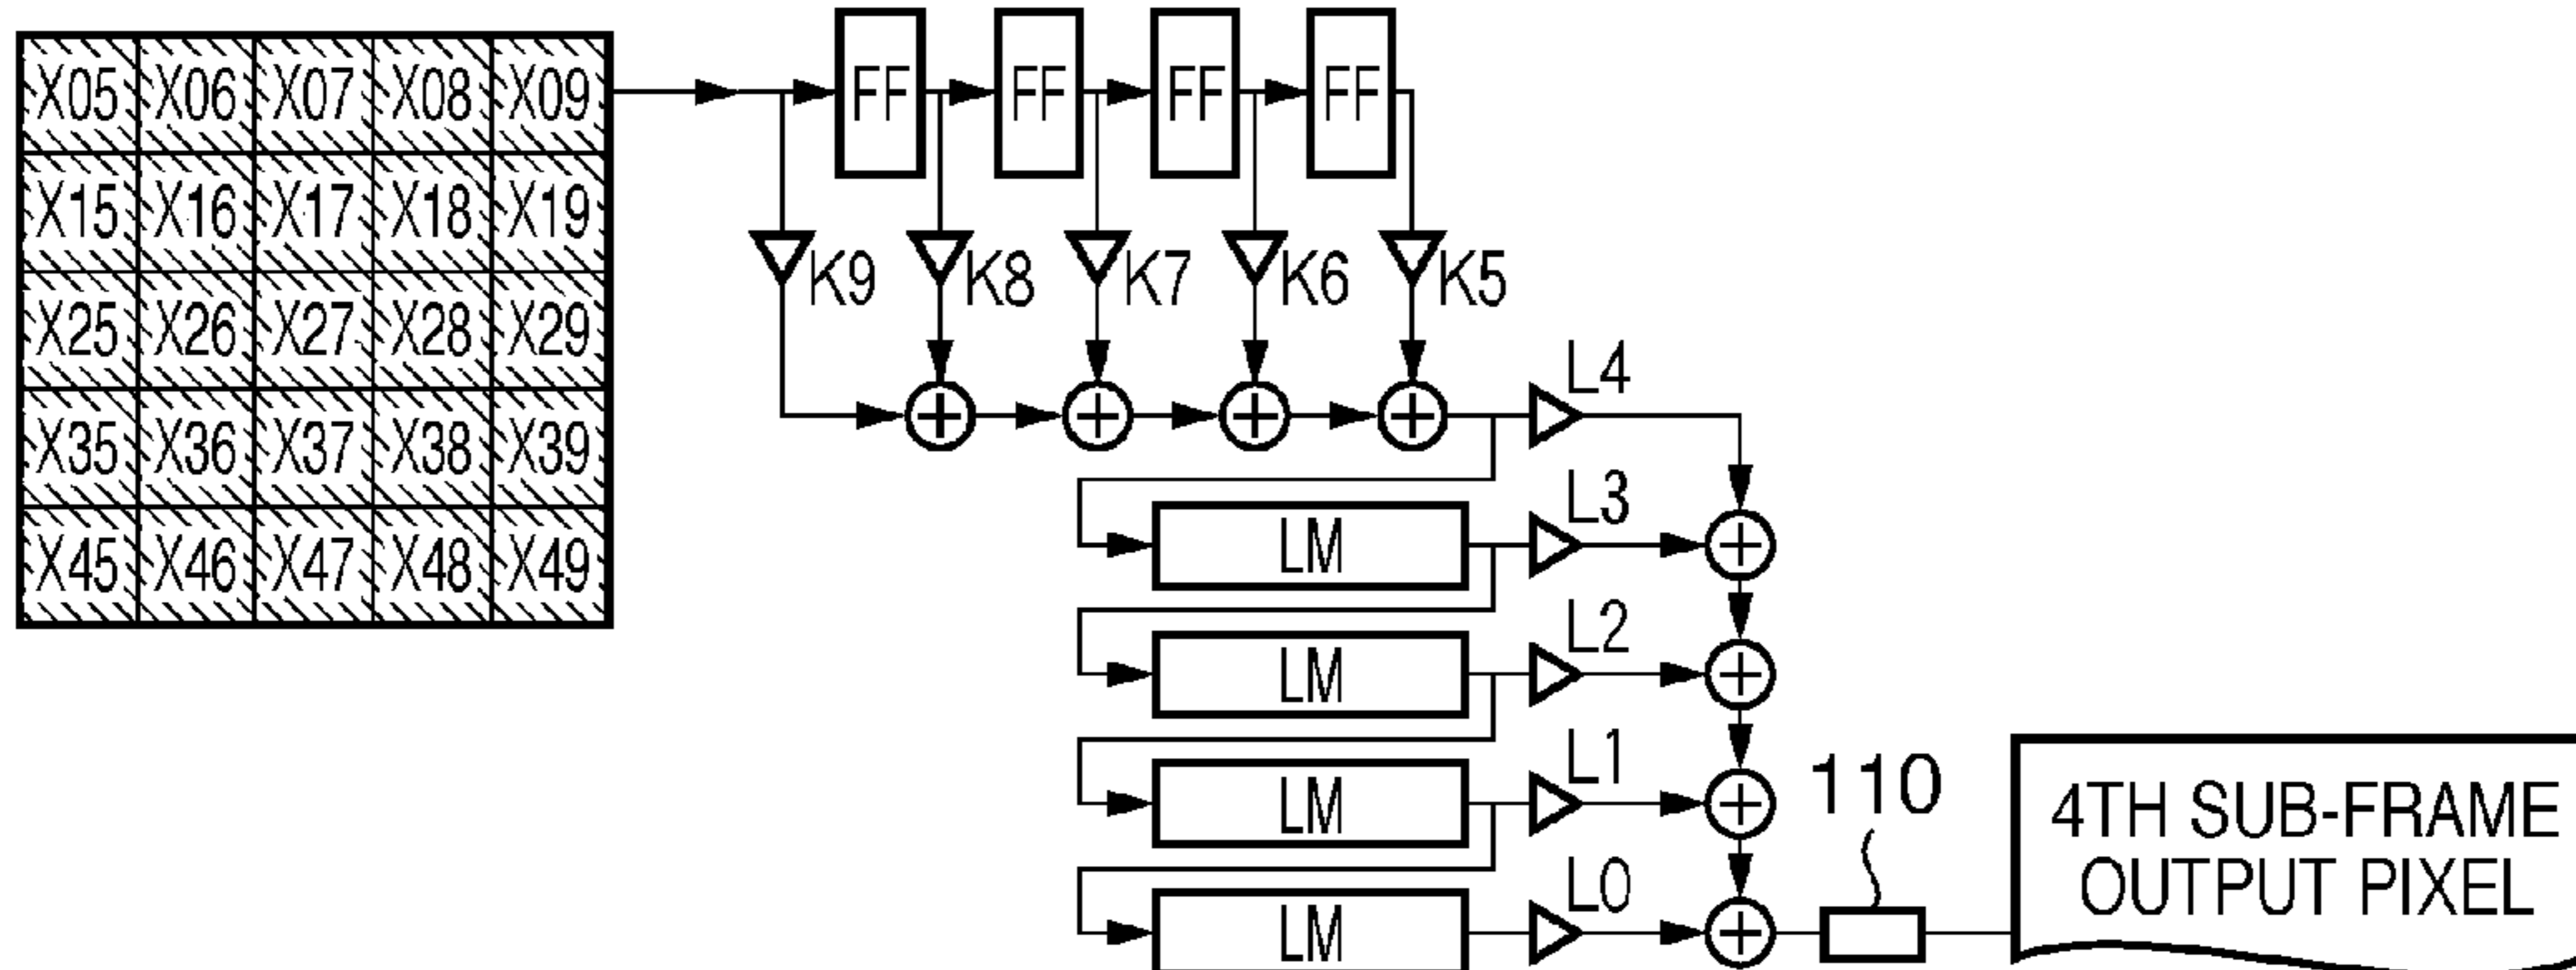 X05 X06 X07 X08 X09
X15 X16 X17 X18 X19
X25 X26 X27 X28 X29
X35 X36 X37 X38 X39
X45 X46 X47 X48 X49
FF FF FF FF
K9 K8 K7 K6 K5
L4
LM L3
LM L2
LM L1
LM L0
110
4TH SUB-FRAME
OUTPUT PIXEL